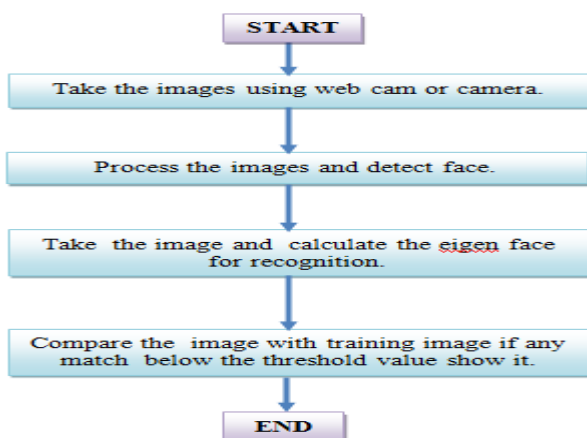 START
Take the images using web cam or camera.
Process the images and detect face.
Take the image and calculate the eigen face
for recognition.
Compare the image with training image if any
match below the threshold value show it.
END